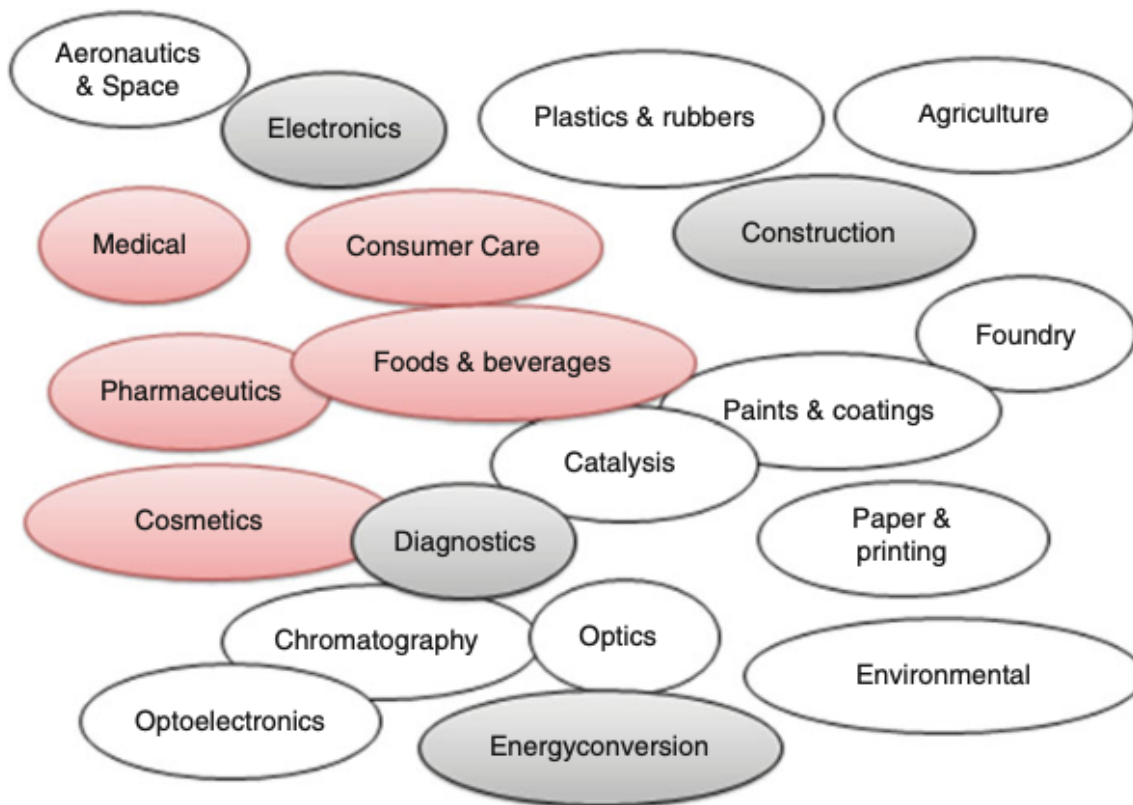 Aeronautics
& Space
Electronics
Plastics & rubbers
Agriculture
Medical
Consumer Care
Construction
Foundry
Foods & beverages
Pharmaceutics
Paints & coatings
Catalysis
Cosmetics
Diagnostics
Paper &
printing
Chromatography
Optics
Environmental
Optoelectronics
Energyconversion